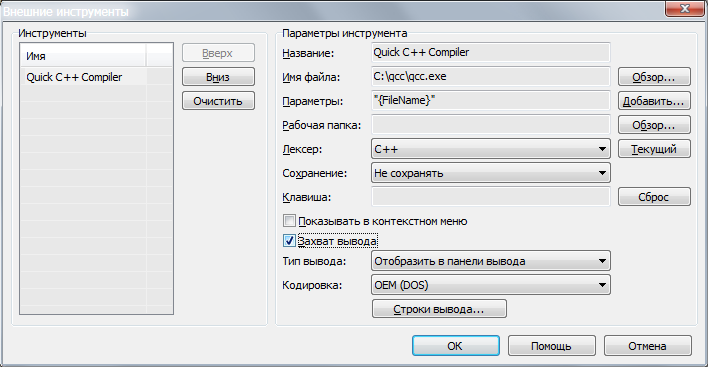 Внешние инструменты
Инструменты
Имя
Quick C++ Compiler
Вверх
Вниз
Очистить
Параметры инструмента
Название: Quick C++ Compiler
Имя файла: C:\qcc\qcc.exe Обзор...
Параметры: "{FileName}" Добавить...
Рабочая папка: Обзор...
Лексер: C++ Текущий
Сохранение: Не сохранять
Клавиша: Сброс
Показывать в контекстном меню
Захват вывода
Тип вывода: Отобразить в панели вывода
Кодировка: OEM (DOS)
Строки вывода...
ОК Помощь Отмена